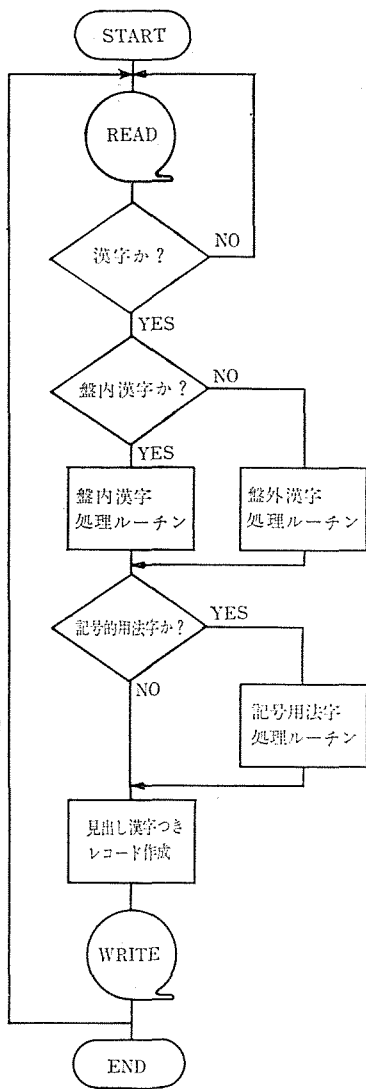 START
READ
漢字か?
NO
YES
盤内漢字か?
NO
YES
盤内漢字
処理ルーチン
盤外漢字
処理ルーチン
記号的用法字か?
YES
NO
記号用法字
処理ルーチン
見出し漢字つき
レコード作成
WRITE
END